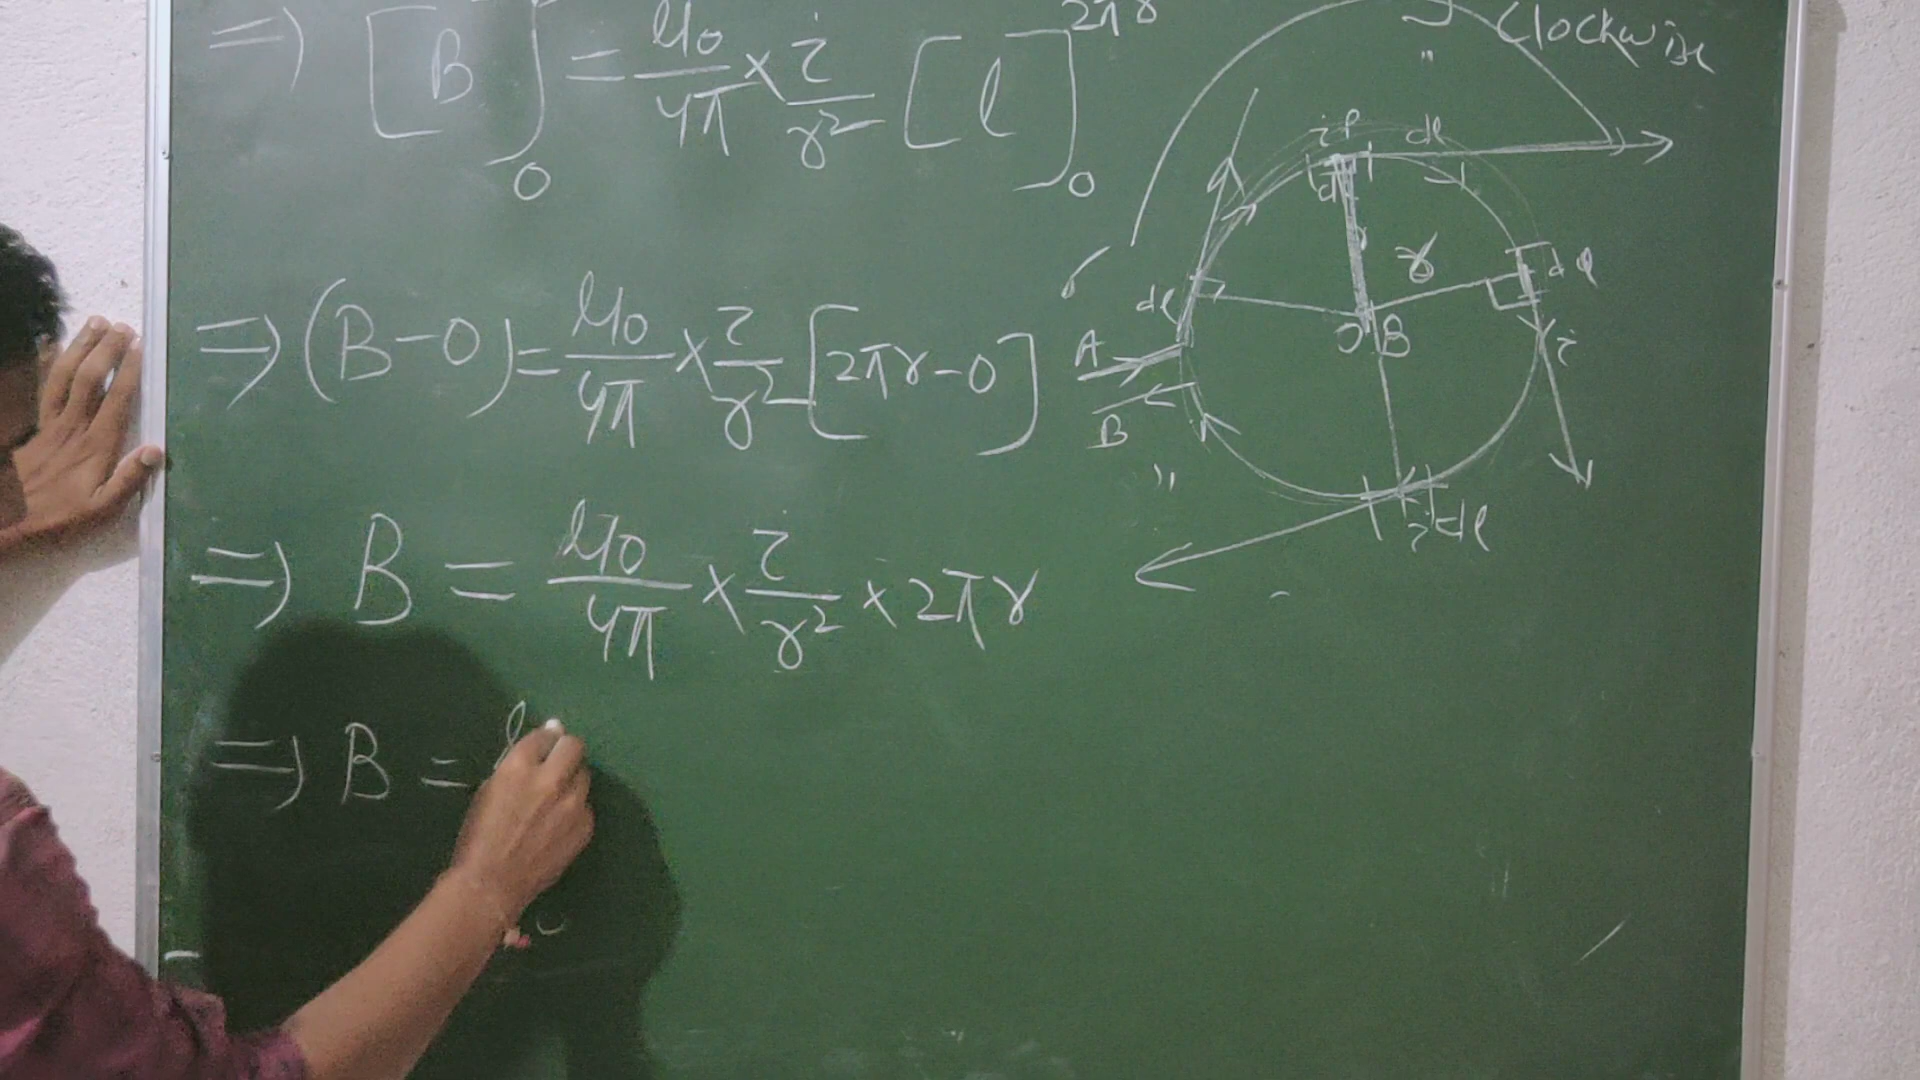 ⇒ [B]₀ = μ₀/4π × i/r² [l]₀^2πr
⇒ (B-0) = μ₀/4π × i/r² [2πr-0]
⇒ B = μ₀/4π × i/r² × 2πr
⇒ B =
Clockwise
"
i P dl
r
dl
dl
O B
i
A
B
"
i dl